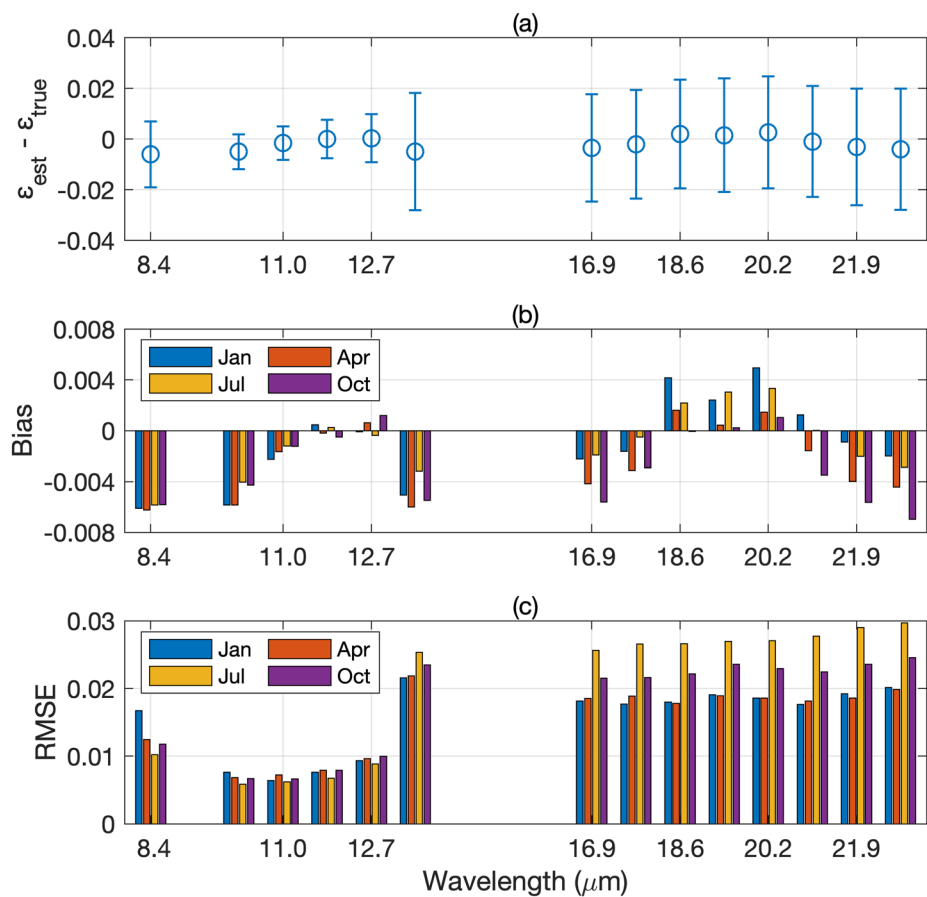 (a)
0.04
0.02
0
-0.02
-0.04
ε_est - ε_true
8.4 11.0 12.7 16.9 18.6 20.2 21.9
(b)
0.008
0.004
0
-0.004
-0.008
Bias
Jan Apr
Jul Oct
8.4 11.0 12.7 16.9 18.6 20.2 21.9
(c)
0.03
0.02
0.01
0
RMSE
Jan Apr
Jul Oct
8.4 11.0 12.7 16.9 18.6 20.2 21.9
Wavelength (μm)